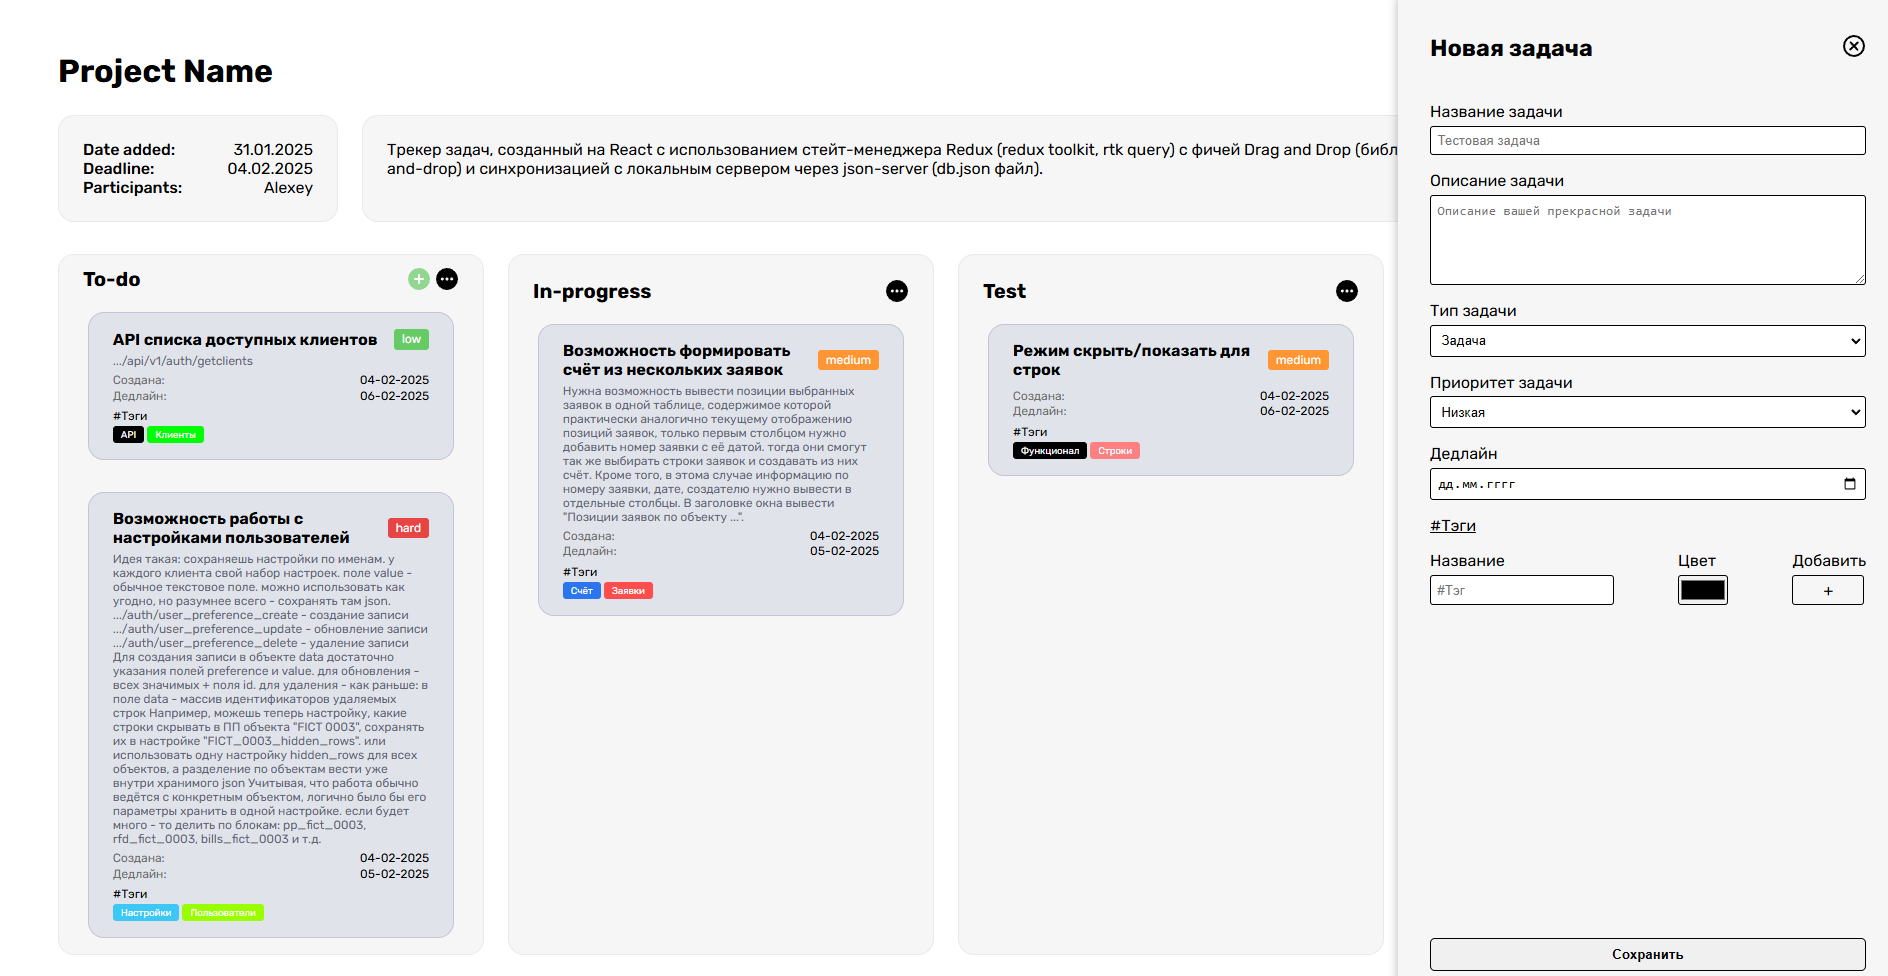 Project Name
Date added: 31.01.2025
Deadline: 04.02.2025
Participants: Alexey
Трекер задач, созданный на React с использованием стейт-менеджера Redux (redux toolkit, rtk query) с фичей Drag and Drop (библ
and-drop) и синхронизацией с локальным сервером через json-server (db.json файл).
To-do
API списка доступных клиентов
low
.../api/v1/auth/getclients
Создана: 04-02-2025
Дедлайн: 06-02-2025
#Тэги
API Клиенты
Возможность работы с
настройками пользователей
hard
Идея такая: сохраняешь настройки по именам. у
каждого клиента свой набор настроек. поле value -
обычное текстовое поле. можно использовать как
угодно, но разумнее всего - сохранять там json.
.../auth/user_preference_create - создание записи
.../auth/user_preference_update - обновление записи
.../auth/user_preference_delete - удаление записи
Для создания записи в объекте data достаточно
указания полей preference и value. для обновления -
всех значимых + поля id. для удаления - как раньше: в
поле data - массив идентификаторов удаляемых
строк Например, можешь теперь настройку, какие
строки скрывать в ПП объекта "FICT 0003", сохранять
их в настройке "FICT_0003_hidden_rows". или
использовать одну настройку hidden_rows для всех
объектов, а разделение по объектам вести уже
внутри хранимого json Учитывая, что работа обычно
ведётся с конкретным объектом, логично было бы его
параметры хранить в одной настройке. если будет
много - то делить по блокам: pp_fict_0003,
rfd_fict_0003, bills_fict_0003 и т.д.
Создана: 04-02-2025
Дедлайн: 05-02-2025
#Тэги
Настройки Пользователи
In-progress
Возможность формировать
счёт из нескольких заявок
medium
Нужна возможность вывести позиции выбранных
заявок в одной таблице, содержимое которой
практически аналогично текущему отображению
позиций заявок, только первым столбцом нужно
добавить номер заявки с её датой. тогда они смогут
так же выбирать строки заявок и создавать из них
счёт. Кроме того, в этома случае информацию по
номеру заявки, дате, создателю нужно вывести в
отдельные столбцы. В заголовке окна вывести
"Позиции заявок по объекту ...".
Создана: 04-02-2025
Дедлайн: 05-02-2025
#Тэги
Счёт Заявки
Test
Режим скрыть/показать для
строк
medium
Создана: 04-02-2025
Дедлайн: 06-02-2025
#Тэги
Функционал Строки
Новая задача
Название задачи
Тестовая задача
Описание задачи
Описание вашей прекрасной задачи
Тип задачи
Задача
Приоритет задачи
Низкая
Дедлайн
дд.мм.гггг
#Тэги
Название Цвет Добавить
#Тэг +
Сохранить